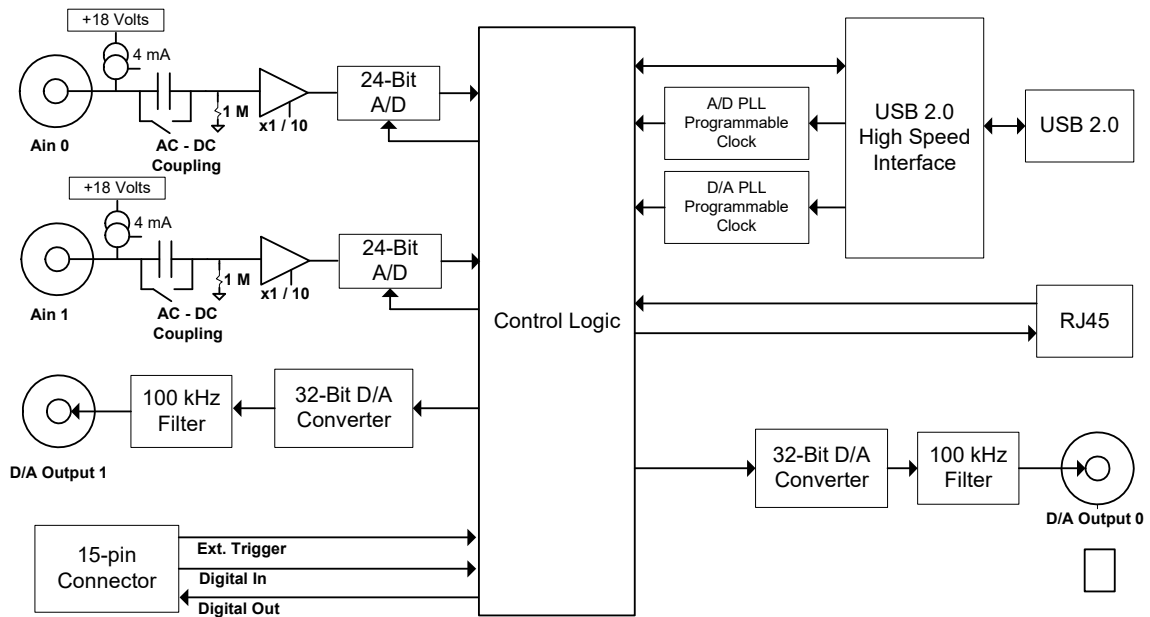 +18 Volts
4 mA
Ain 0
AC - DC
Coupling
1 M
x1 / 10
24-Bit
A/D
+18 Volts
4 mA
Ain 1
AC - DC
Coupling
1 M
x1 / 10
24-Bit
A/D
D/A Output 1
100 kHz
Filter
32-Bit D/A
Converter
15-pin
Connector
Ext. Trigger
Digital In
Digital Out
Control Logic
A/D PLL
Programmable
Clock
D/A PLL
Programmable
Clock
USB 2.0
High Speed
Interface
USB 2.0
RJ45
32-Bit D/A
Converter
100 kHz
Filter
D/A Output 0